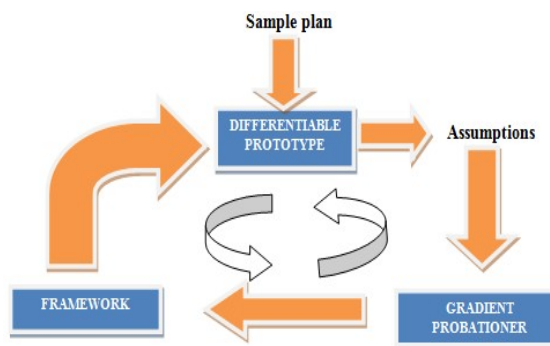 Sample plan
DIFFERENTIABLE
PROTOTYPE
Assumptions
FRAMEWORK
GRADIENT
PROBATIONER